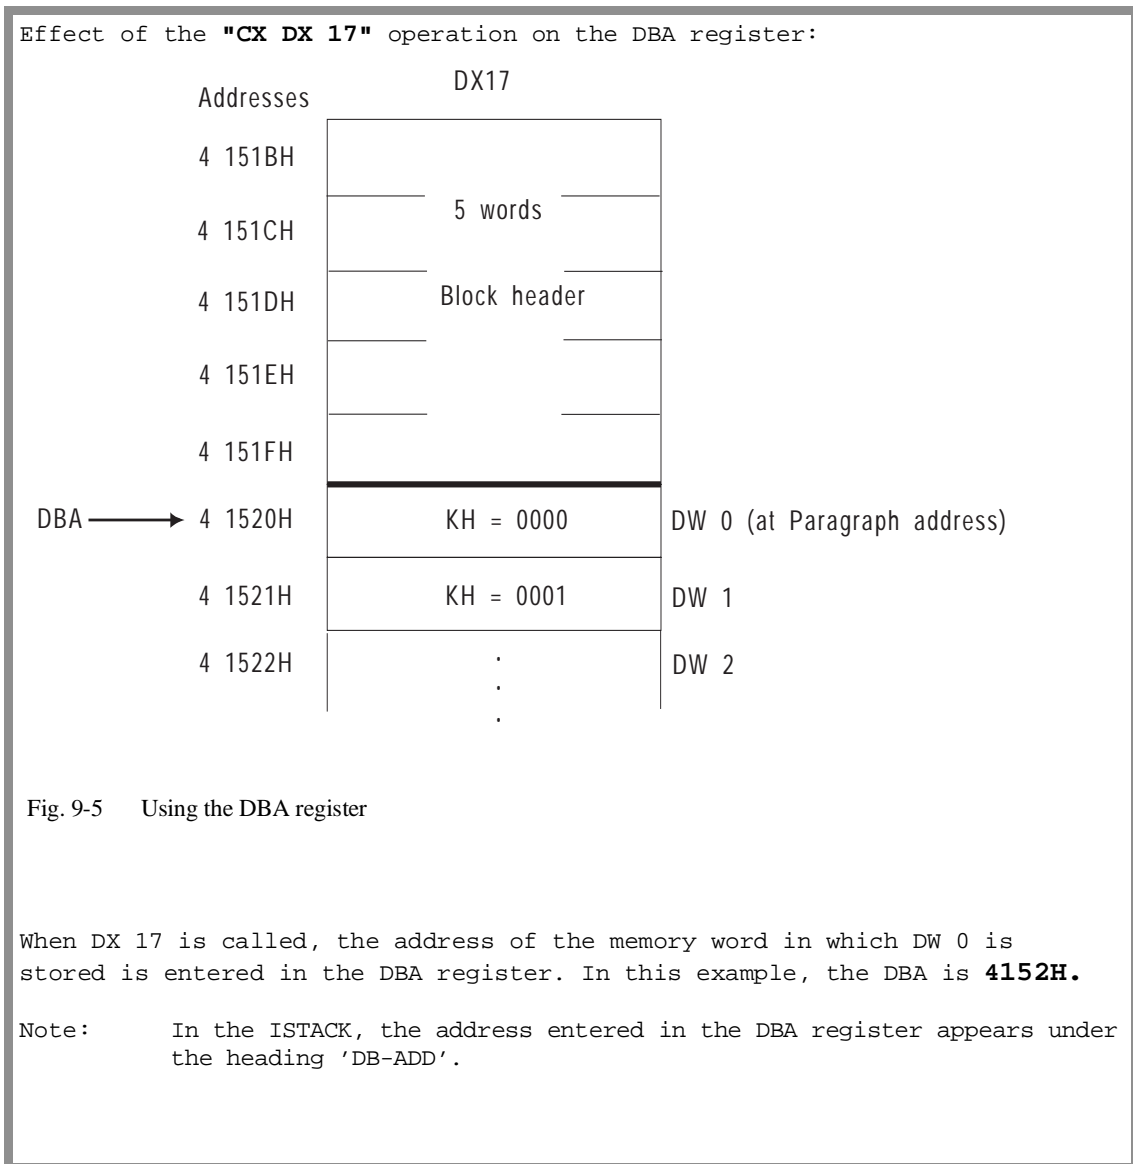 Effect of the "CX DX 17" operation on the DBA register:
DX17
Addresses
4 151BH
5 words
4 151CH
4 151DH Block header
4 151EH
4 151FH
DBA 4 1520H KH = 0000 DW 0 (at Paragraph address)
4 1521H KH = 0001 DW 1
4 1522H . DW 2
.
.
Fig. 9-5 Using the DBA register
When DX 17 is called, the address of the memory word in which DW 0 is
stored is entered in the DBA register. In this example, the DBA is 4152H.
Note: In the ISTACK, the address entered in the DBA register appears under
the heading ’DB-ADD’.